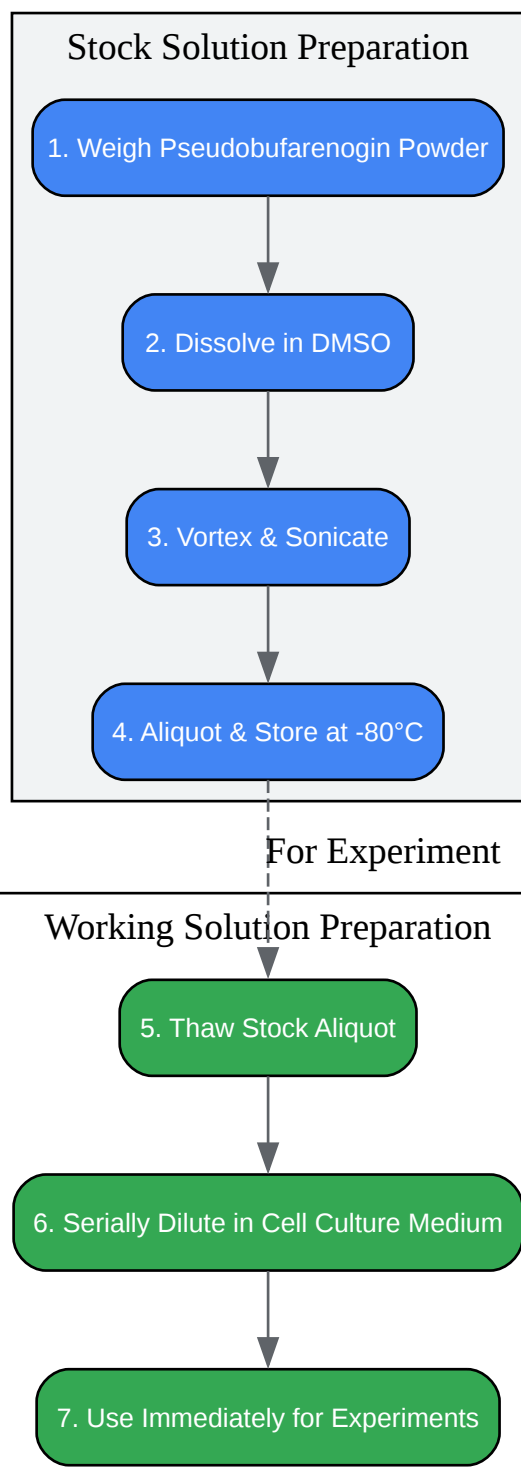 Stock Solution Preparation
1. Weigh Pseudobufarenogin Powder
2. Dissolve in DMSO
3. Vortex & Sonicate
4. Aliquot & Store at -80°C
For Experiment
Working Solution Preparation
5. Thaw Stock Aliquot
6. Serially Dilute in Cell Culture Medium
7. Use Immediately for Experiments